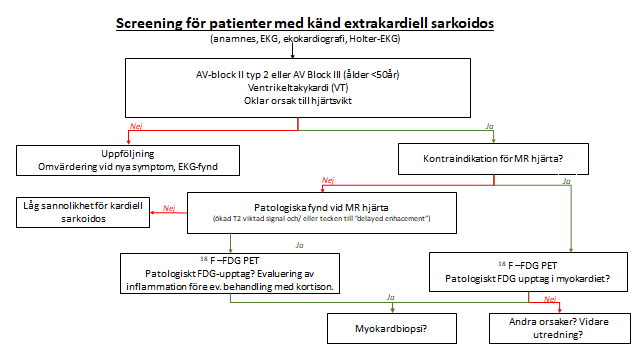 Screening för patienter med känd extrakardiell sarkoidos
(anamnes, EKG, ekokardiografi, Holter-EKG)
AV-block II typ 2 eller AV Block III (ålder <50år)
Ventrikeltakykardi (VT)
Oklar orsak till hjärtsvikt
Nej
Ja
Uppföljning
Omvärdering vid nya symptom, EKG-fynd
Kontraindikation för MR hjärta?
Nej
Ja
Låg sannolikhet för kardiell
sarkoidos
Nej
Patologiska fynd vid MR hjärta
(ökad T2-viktad signal och/ eller tecken till "delayed enhacement")
Ja
18 F –FDG PET
Patologiskt FDG-upptag? Evaluering av
inflammation före ev. behandling med kortison.
18 F –FDG PET
Patologiskt FDG upptag i myokardiet?
Ja
Nej
Myokardbiopsi?
Andra orsaker? Vidare
utredning?